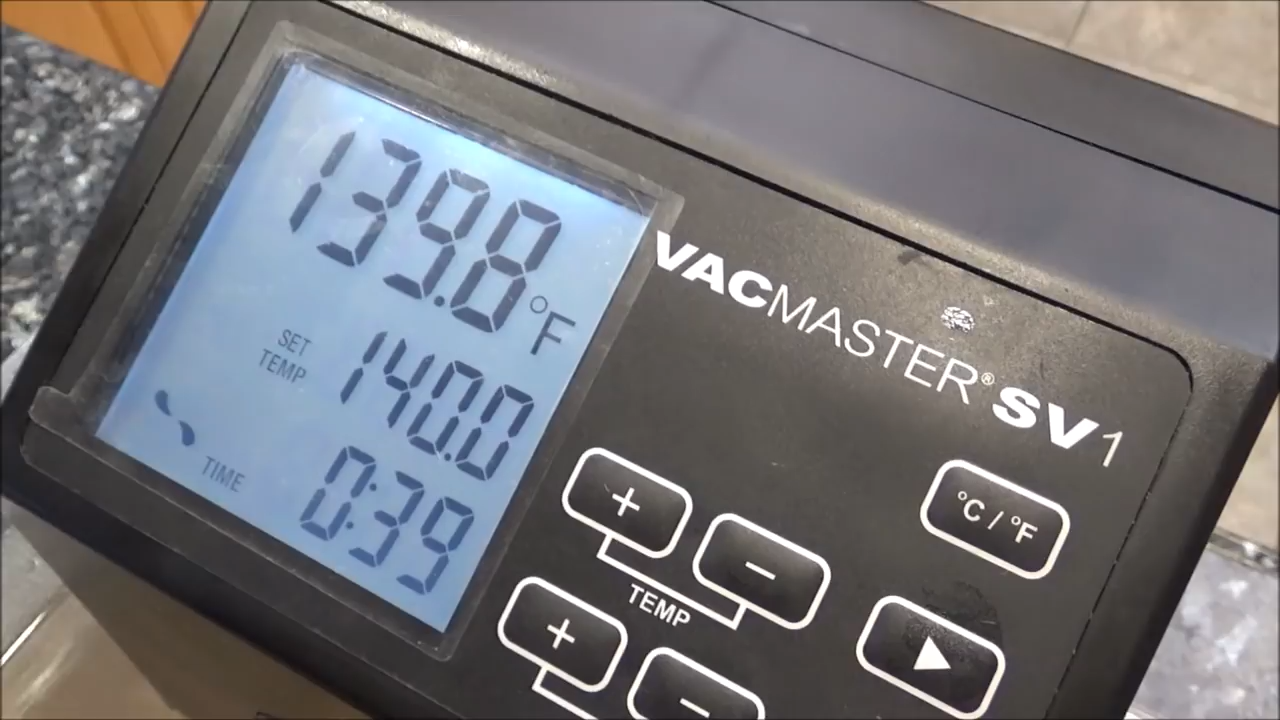 139.8 °F
SET TEMP 140.0
TIME 0:39
VACMASTER® SV1
°C / °F
+ −
TEMP
+ −